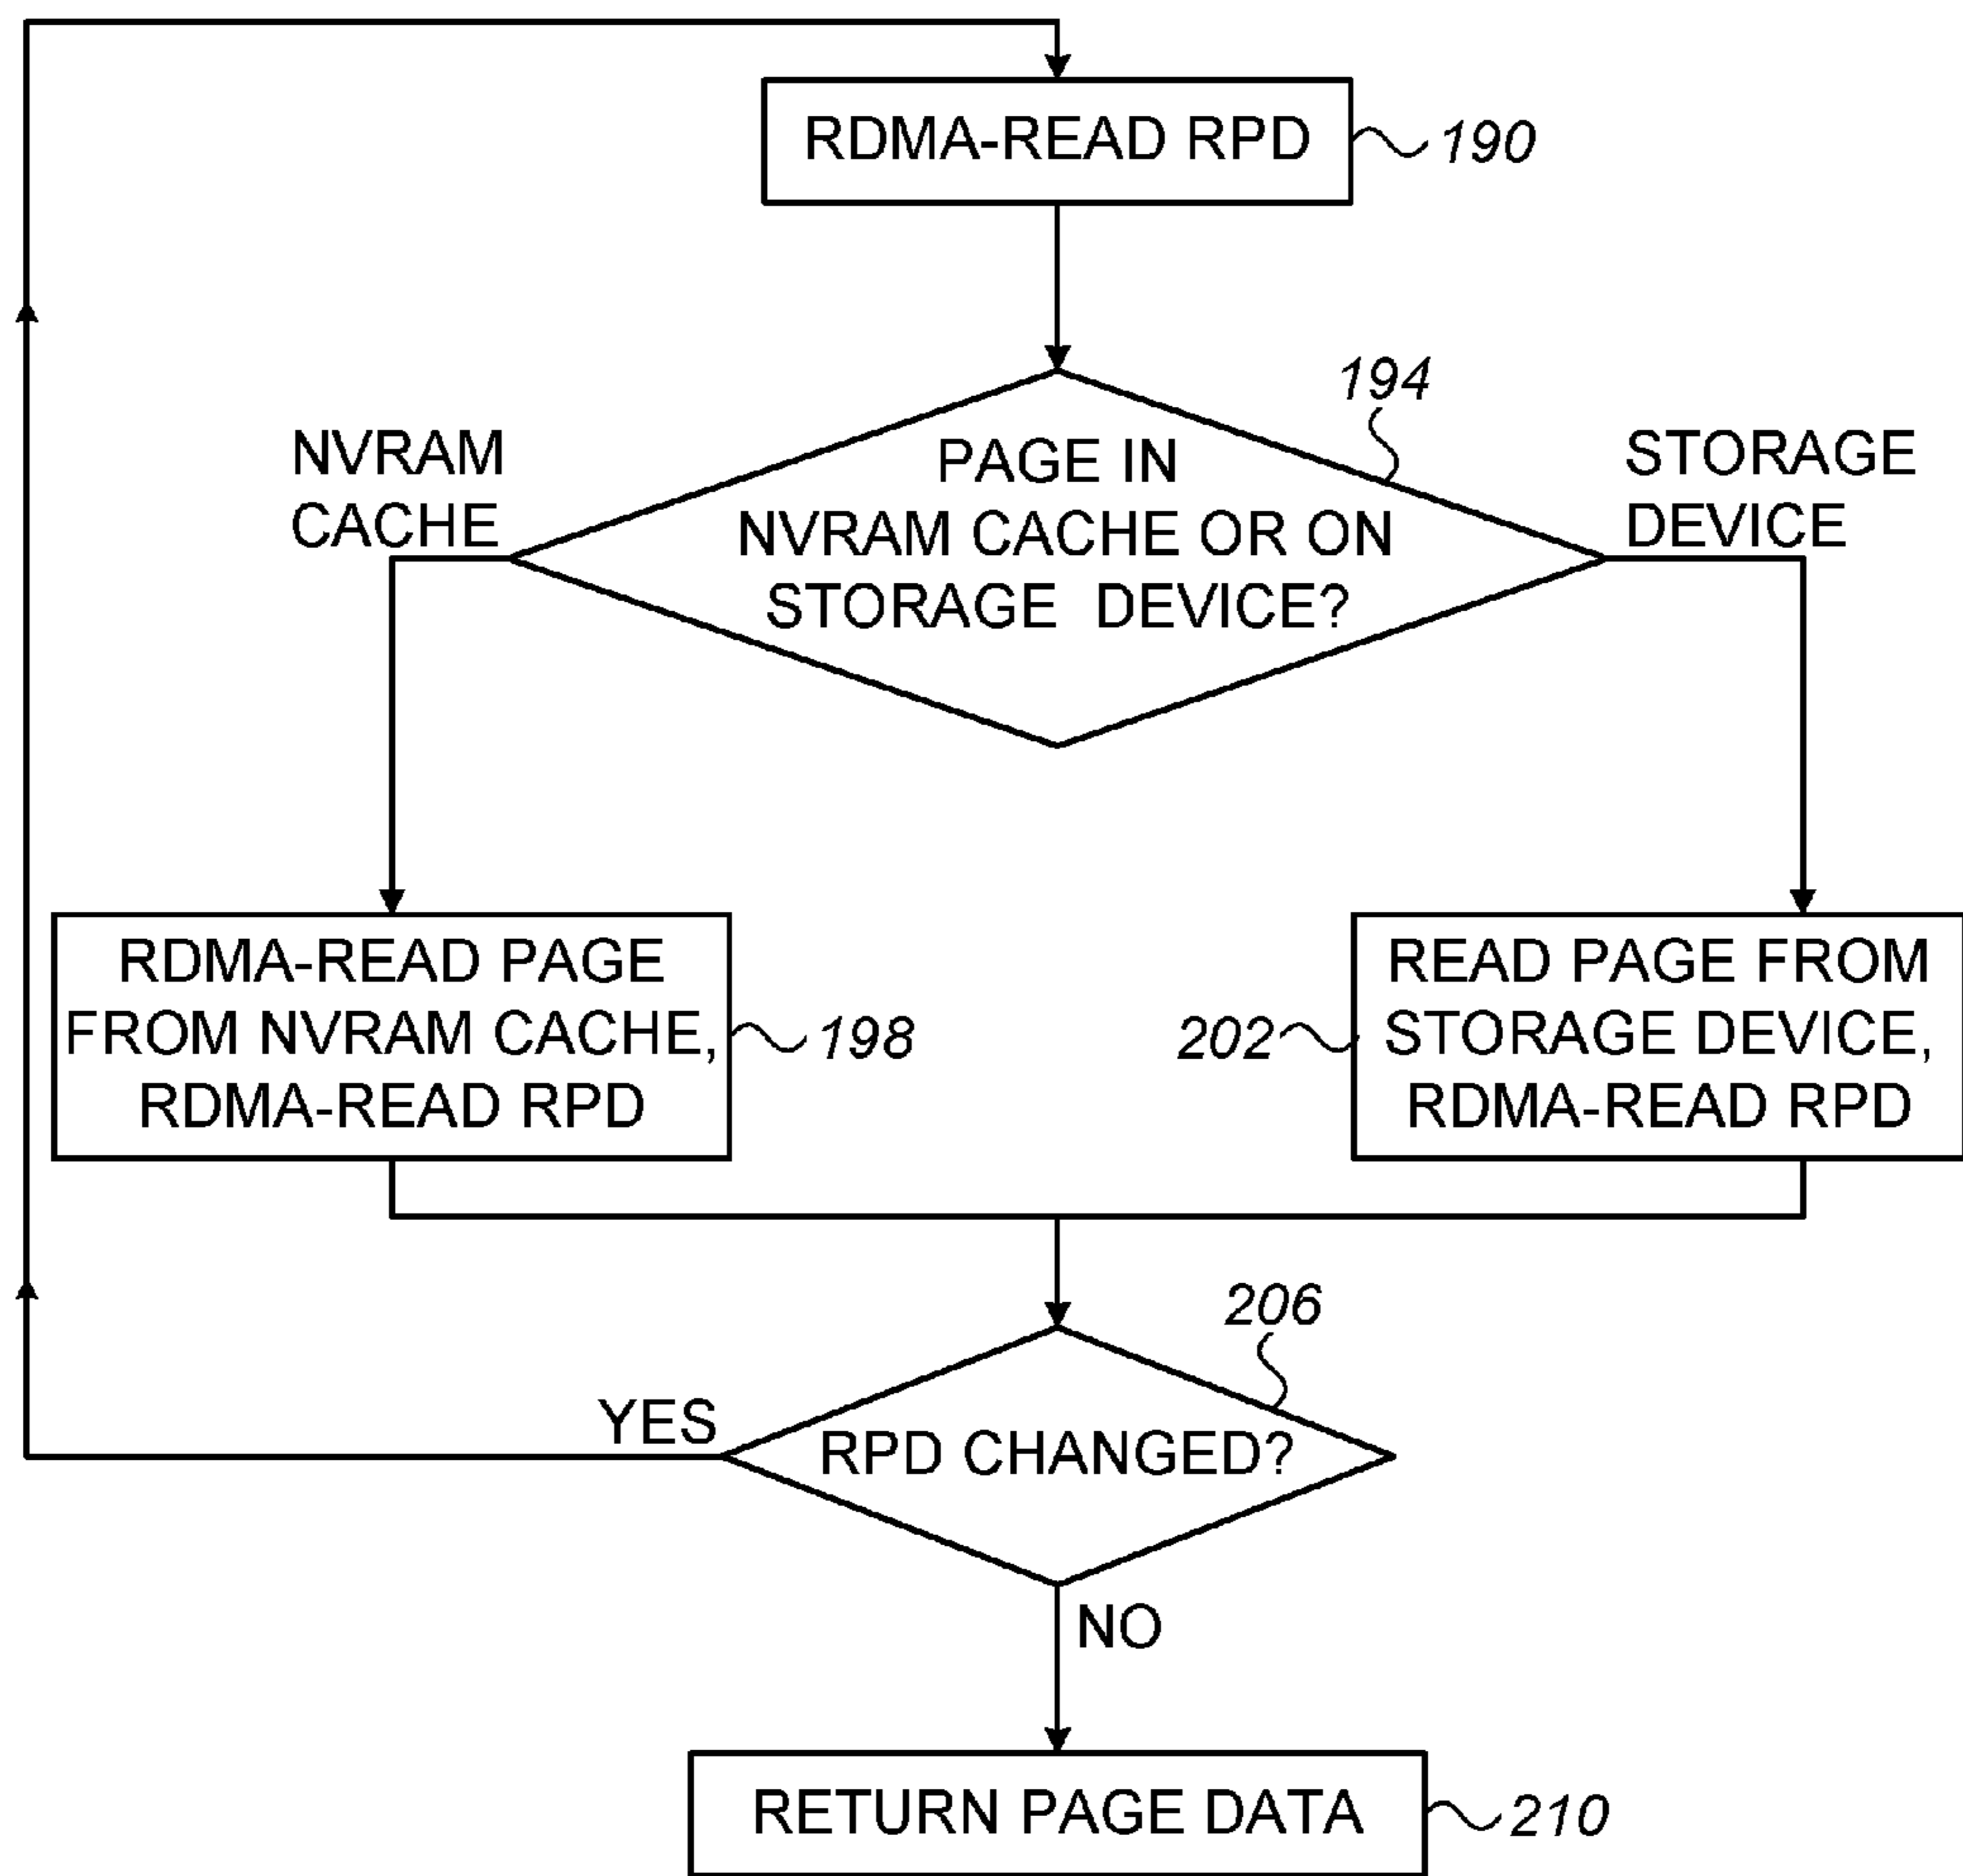 RDMA-READ RPD
190
194
NVRAM
CACHE
PAGE IN
NVRAM CACHE OR ON
STORAGE DEVICE?
STORAGE
DEVICE
RDMA-READ PAGE
FROM NVRAM CACHE,
RDMA-READ RPD
198
202
READ PAGE FROM
STORAGE DEVICE,
RDMA-READ RPD
206
YES
RPD CHANGED?
NO
RETURN PAGE DATA
210